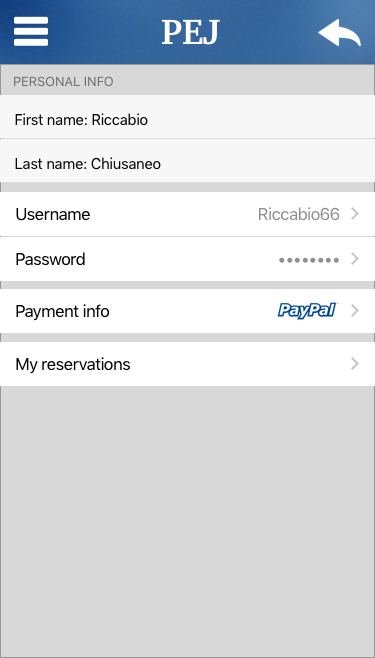 PEJ
PERSONAL INFO
First name: Riccabio
Last name: Chiusaneo
Username Riccabio66
Password ••••••••
Payment info PayPal
My reservations